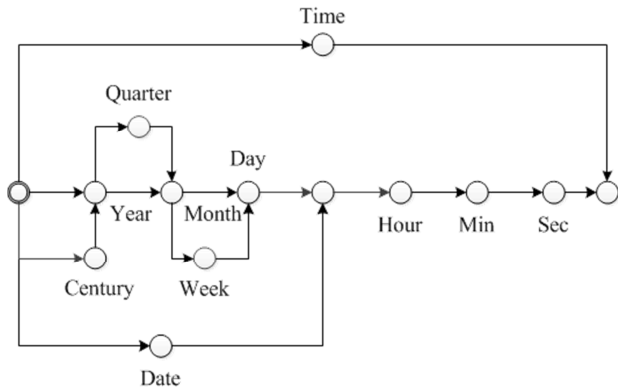 Time
Quarter
Day
Year
Month
Hour
Min
Sec
Century
Week
Date